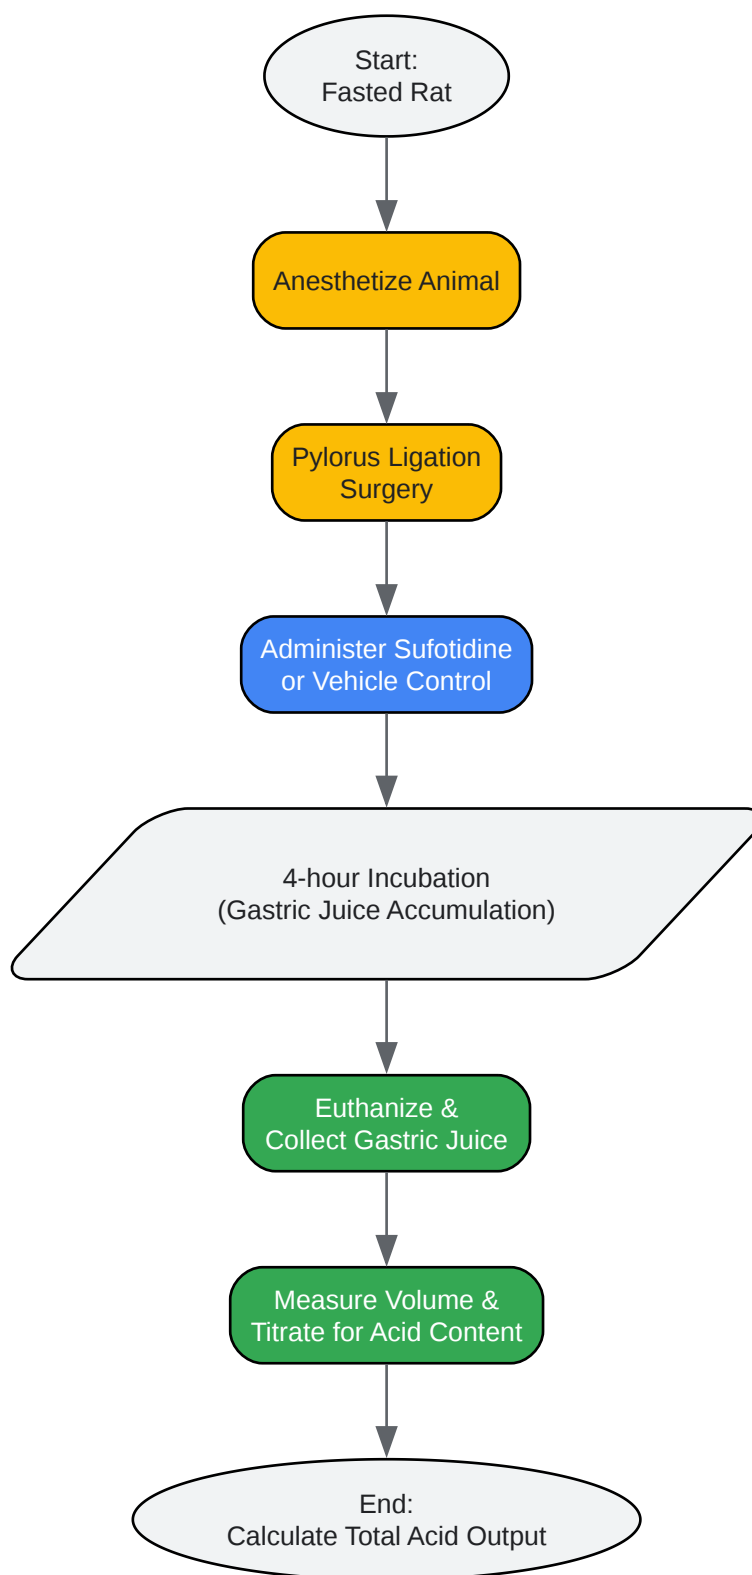 Start:
Fasted Rat
Anesthetize Animal
Pylorus Ligation
Surgery
Administer Sufotidine
or Vehicle Control
4-hour Incubation
(Gastric Juice Accumulation)
Euthanize &
Collect Gastric Juice
Measure Volume &
Titrate for Acid Content
End:
Calculate Total Acid Output